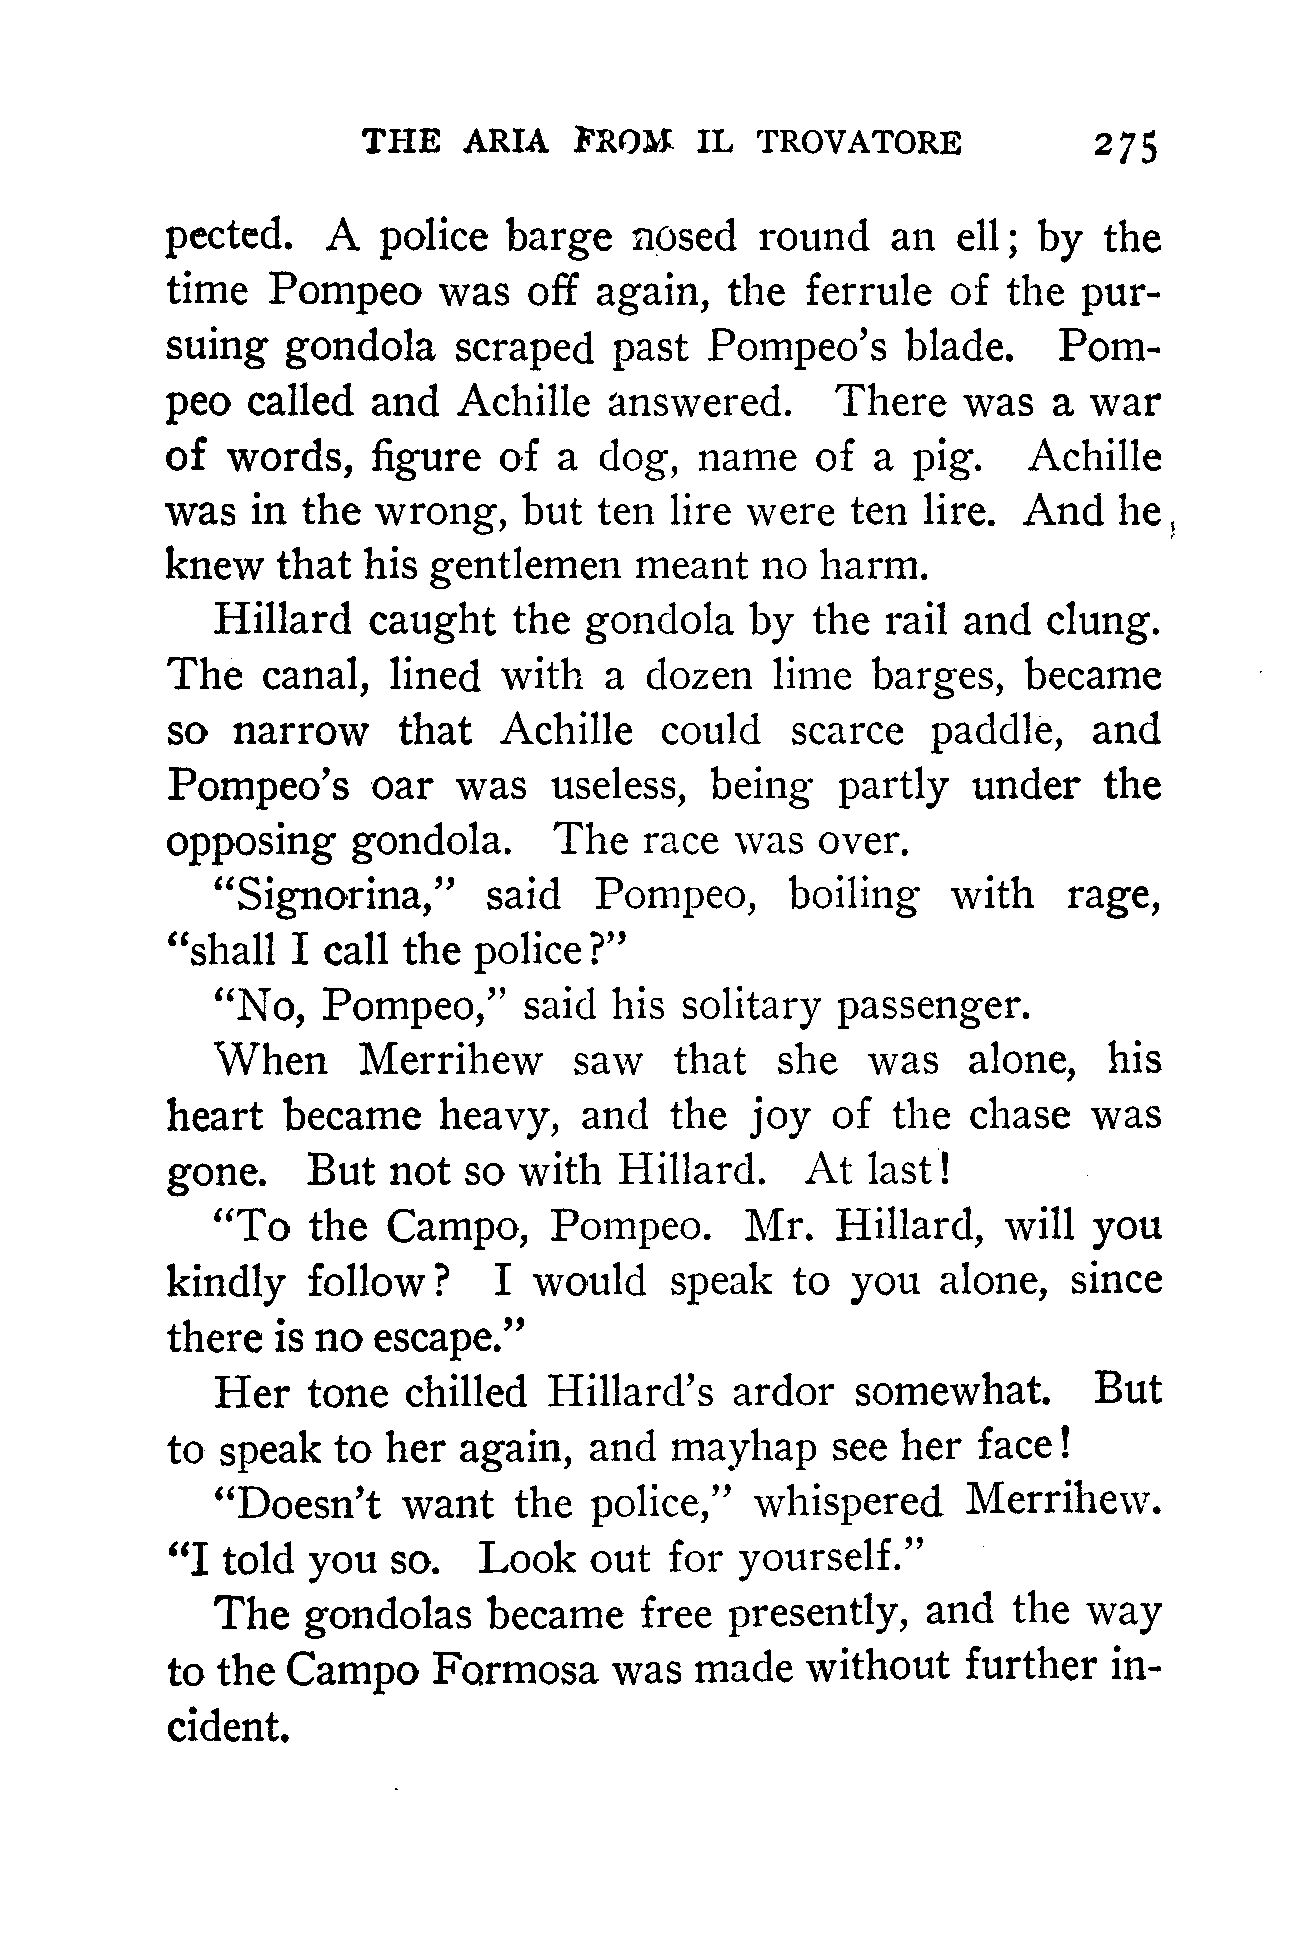 THE ARIA FROM IL TROVATORE 275
pected. A police barge nosed round an ell; by the
time Pompeo was off again, the ferrule of the pur-
suing gondola scraped past Pompeo's blade. Pom-
peo called and Achille answered. There was a war
of words, figure of a dog, name of a pig. Achille
was in the wrong, but ten lire were ten lire. And he
knew that his gentlemen meant no harm.
Hillard caught the gondola by the rail and clung.
The canal, lined with a dozen lime barges, became
so narrow that Achille could scarce paddle, and
Pompeo's oar was useless, being partly under the
opposing gondola. The race was over.
"Signorina," said Pompeo, boiling with rage,
"shall I call the police?"
"No, Pompeo," said his solitary passenger.
When Merrihew saw that she was alone, his
heart became heavy, and the joy of the chase was
gone. But not so with Hillard. At last!
"To the Campo, Pompeo. Mr. Hillard, will you
kindly follow? I would speak to you alone, since
there is no escape."
Her tone chilled Hillard's ardor somewhat. But
to speak to her again, and mayhap see her face!
"Doesn't want the police," whispered Merrihew.
"I told you so. Look out for yourself."
The gondolas became free presently, and the way
to the Campo Formosa was made without further in-
cident.